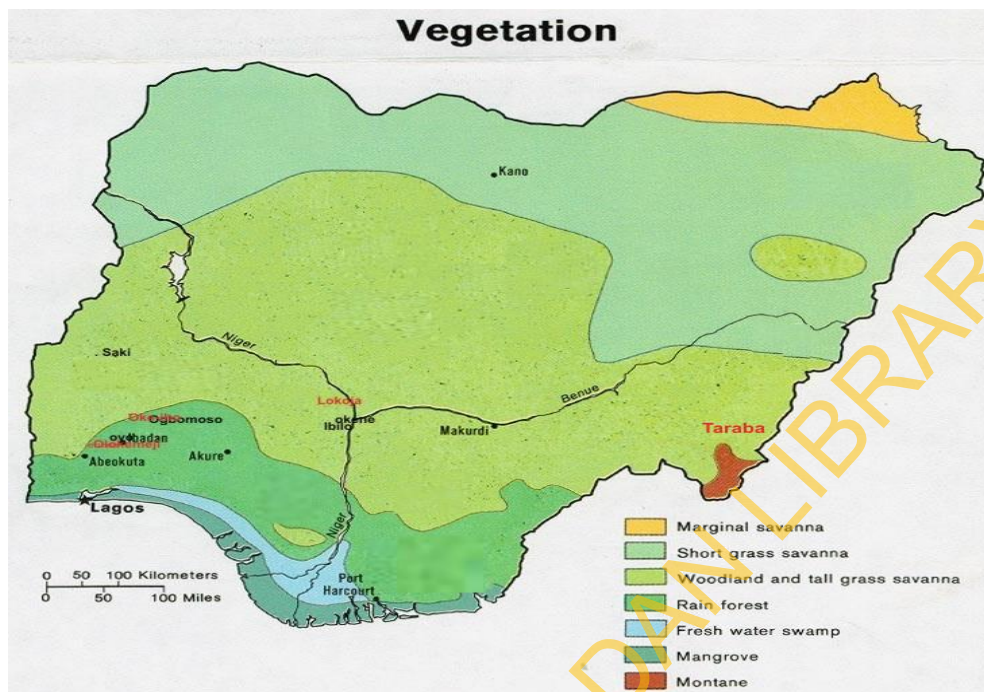 Vegetation
Kano
Niger
Saki
Benue
Lokoja
okene
Ibilo
Ogbomoso
Makurdi
Taraba
Abeokuta
Akure
Lagos
Niger
Port
Harcourt
0 50 100 Kilometers
0 50 100 Miles
Marginal savanna
Short grass savanna
Woodland and tall grass savanna
Rain forest
Fresh water swamp
Mangrove
Montane
DAN LIBRARY